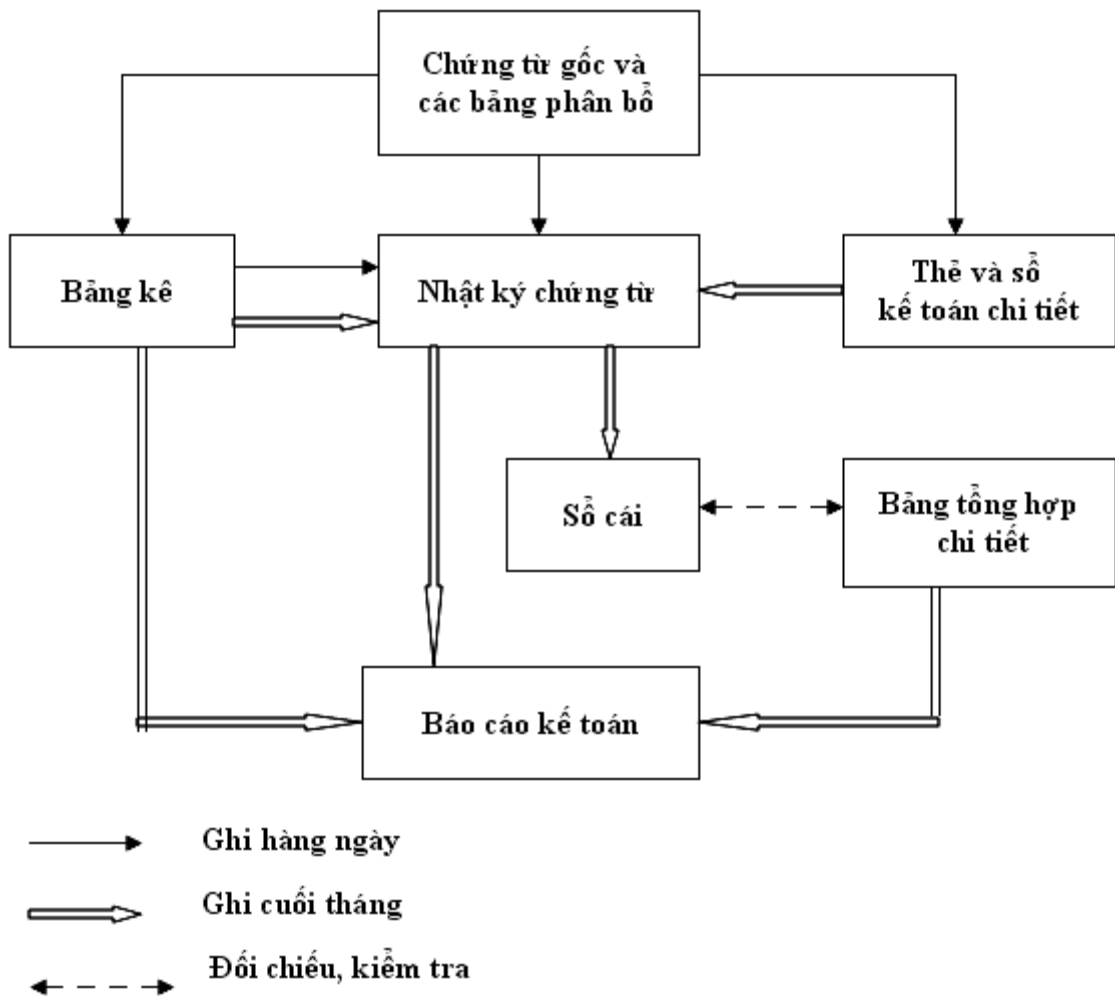 Chứng từ gốc và
các bảng phân bổ
Bảng kê
Nhật ký chứng từ
Thẻ và sổ
kế toán chi tiết
Sổ cái
Bảng tổng hợp
chi tiết
Báo cáo kế toán
Ghi hàng ngày
Ghi cuối tháng
Đối chiếu, kiểm tra